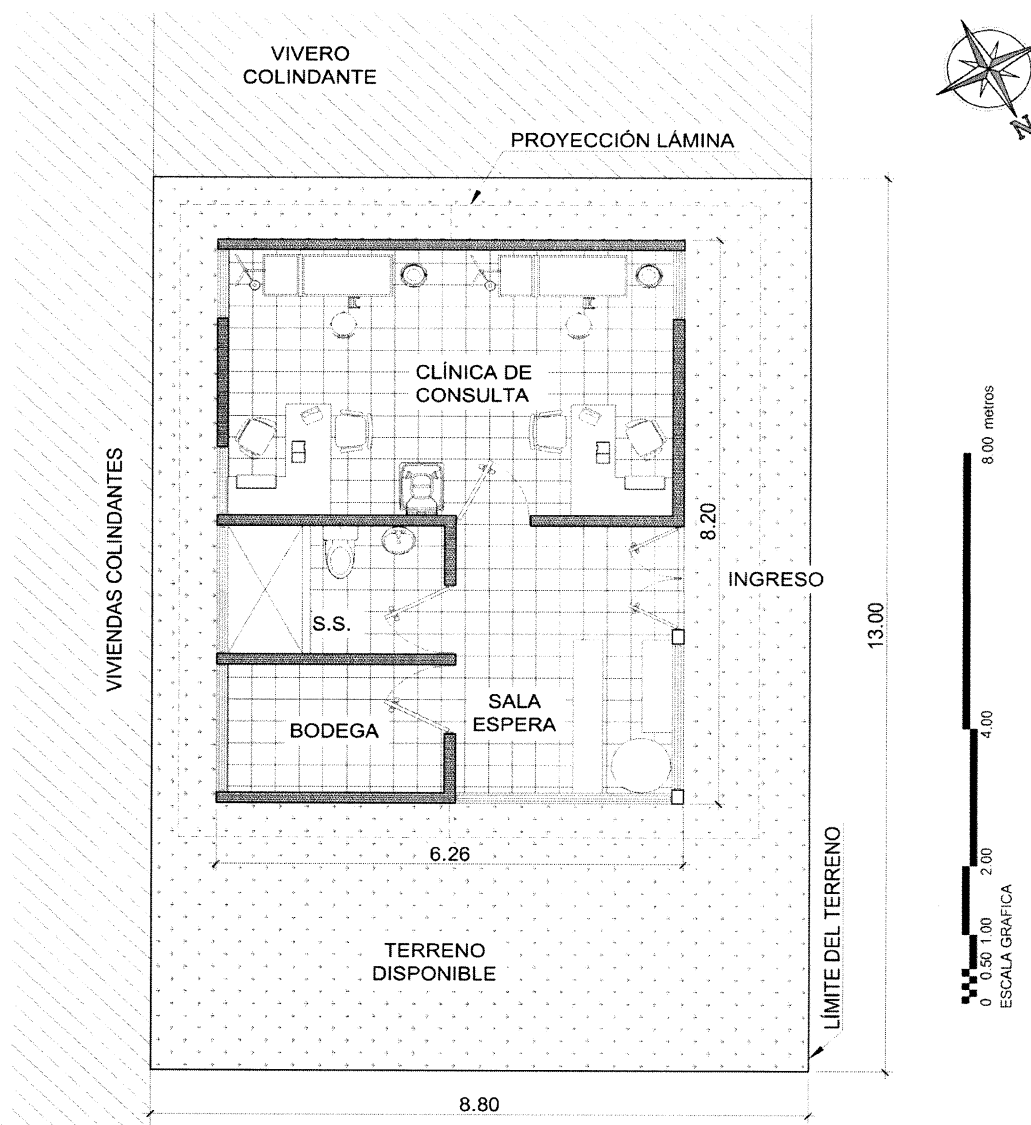 VIVERO
COLINDANTE
N
PROYECCIÓN LÁMINA
CLÍNICA DE
CONSULTA
VIVIENDAS COLINDANTES
8.20
INGRESO
13.00
S.S.
SALA
ESPERA
BODEGA
6.26
TERRENO
DISPONIBLE
LÍMITE DEL TERRENO
8.80
0 0.50 1.00 2.00 4.00 8.00 metros
ESCALA GRAFICA